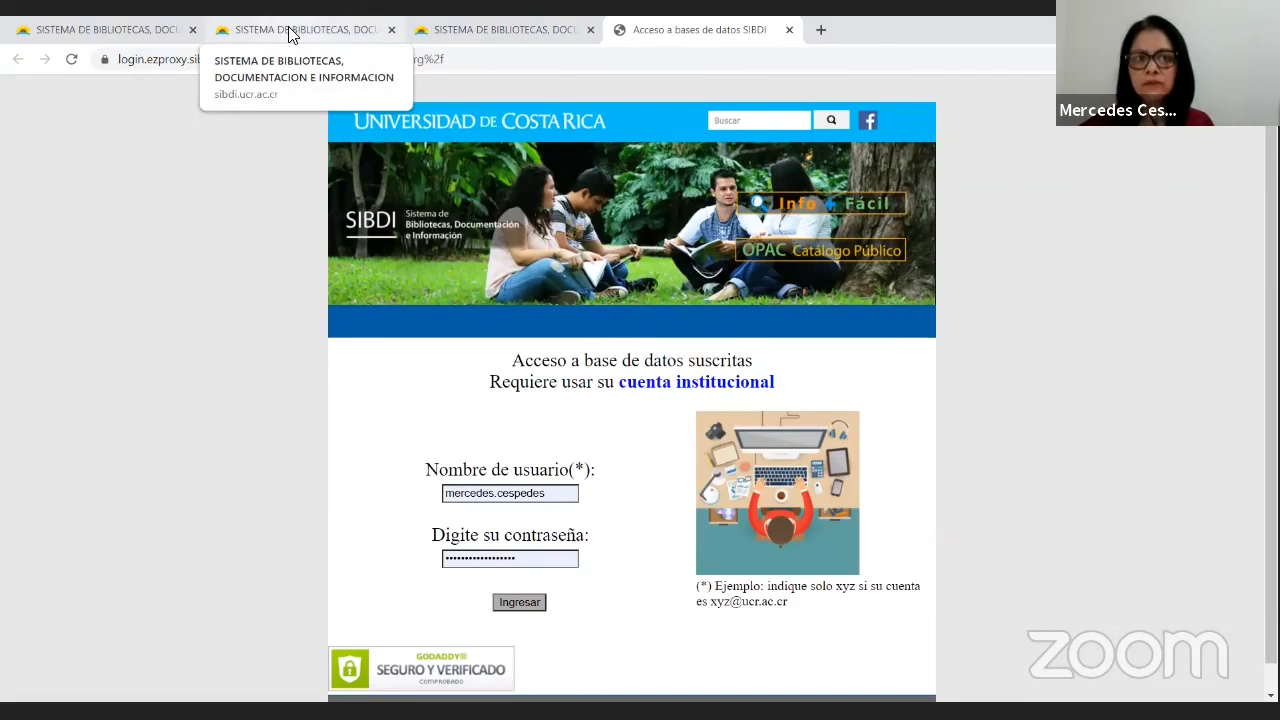 SISTEMA DE BIBLIOTECAS, DOCU
SISTEMA DE BIBLIOTECAS, DOCU
SISTEMA DE BIBLIOTECAS, DOCU
Acceso a bases de datos SIBDI
login.ezproxy.sib
rg%2f
SISTEMA DE BIBLIOTECAS,
DOCUMENTACION E INFORMACION
sibdi.ucr.ac.cr
Mercedes Ces...
UNIVERSIDAD DE COSTA RICA
Buscar
Info Fácil
SIBDI
Sistema de
Bibliotecas, Documentación
e Información
OPAC Catálogo Público
Acceso a base de datos suscritas
Requiere usar su cuenta institucional
Nombre de usuario(*):
mercedes.cespedes
Digite su contraseña:
Ingresar
(*) Ejemplo: indique solo xyz si su cuenta
es xyz@ucr.ac.cr
GODADDY®
SEGURO Y VERIFICADO
COMPROBADO
zoom